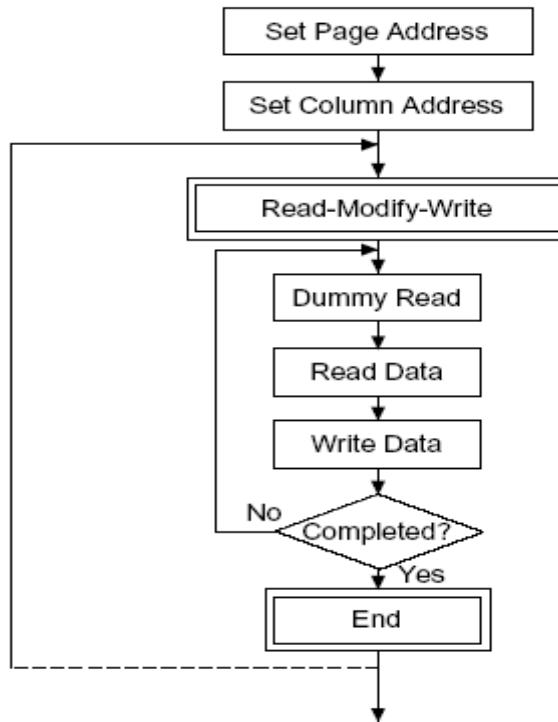 Set Page Address
Set Column Address
Read-Modify-Write
Dummy Read
Read Data
Write Data
No
Completed?
Yes
End